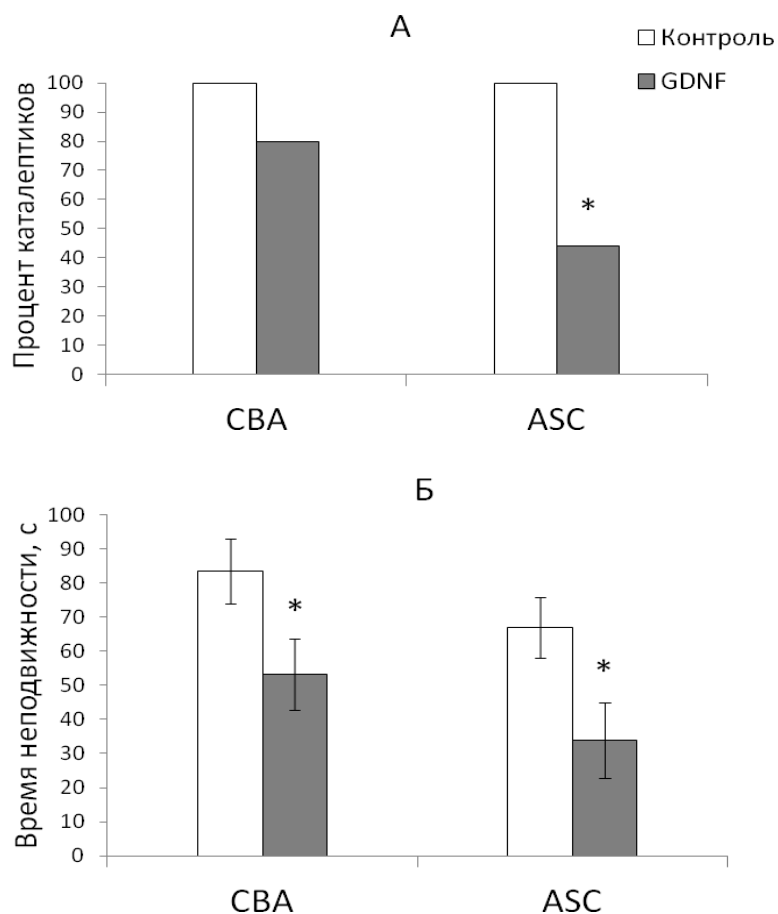 А
Контроль
GDNF
Процент каталептиков
100
90
80
70
60
50
40
30
20
10
0
*
CBA
ASC
Б
Время неподвижности, с
100
90
80
70
60
50
40
30
20
10
0
*
*
CBA
ASC